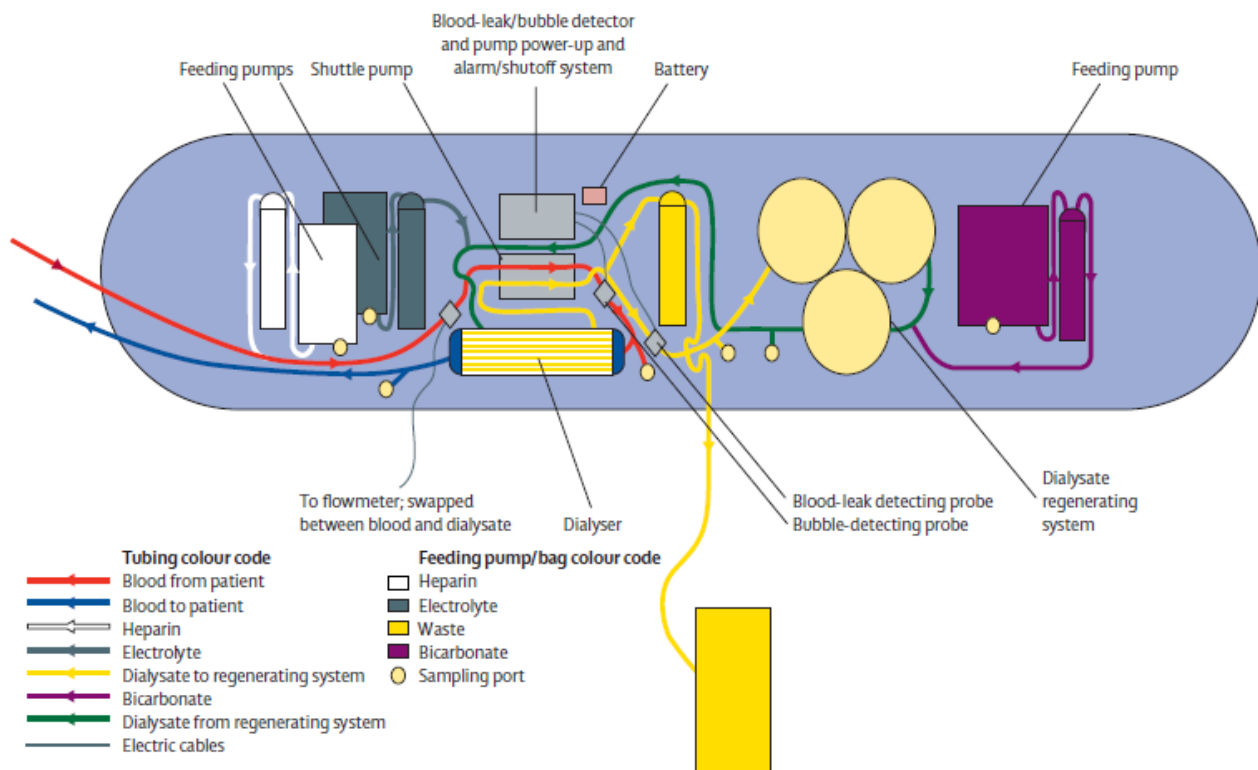 Blood-leak/bubble detector
and pump power-up and
alarm/shutoff system
Feeding pumps
Shuttle pump
Battery
Feeding pump
To flowmeter; swapped
between blood and dialysate
Dialyser
Blood-leak detecting probe
Bubble-detecting probe
Dialysate
regenerating
system
Tubing colour code
Blood from patient
Blood to patient
Heparin
Electrolyte
Dialysate to regenerating system
Bicarbonate
Dialysate from regenerating system
Electric cables
Feeding pump/bag colour code
Heparin
Electrolyte
Waste
Bicarbonate
Sampling port